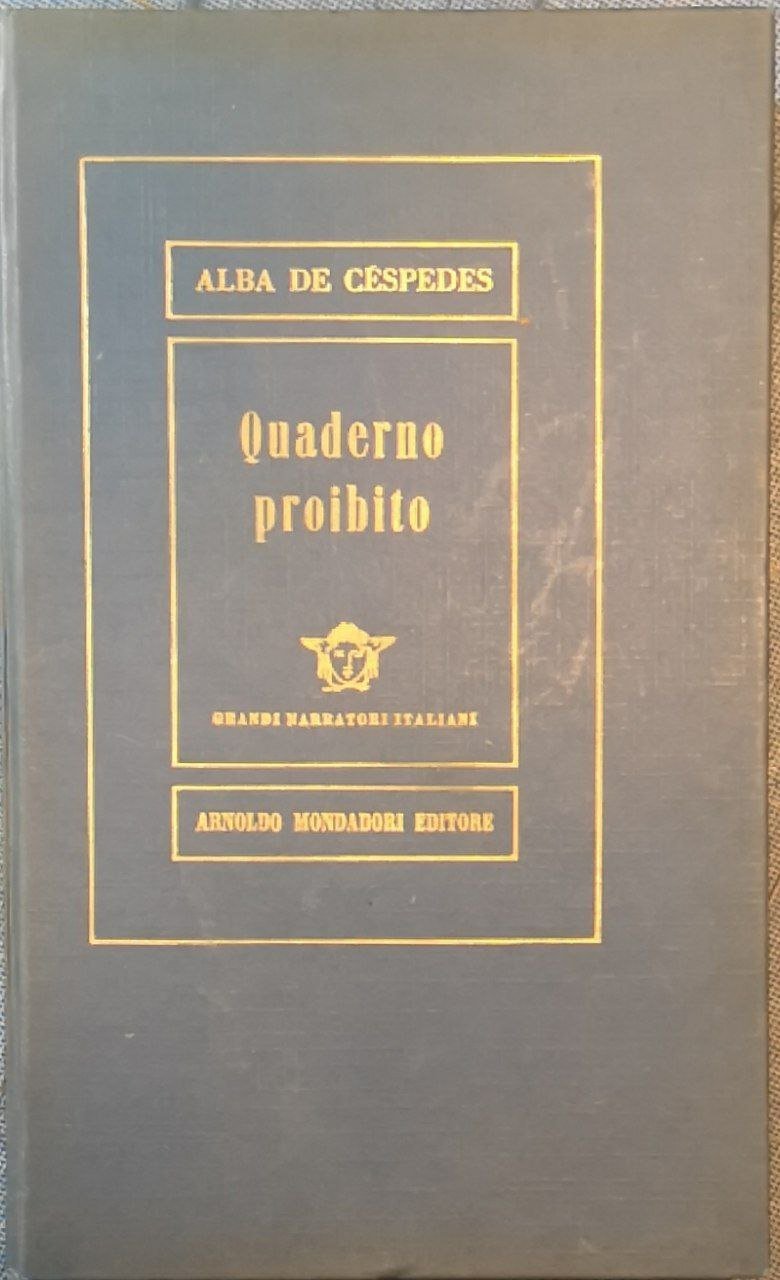 ALBA DE CÉSPEDES
Quaderno
proibito
GRANDI NARRATORI ITALIANI
ARNOLDO MONDADORI EDITORE